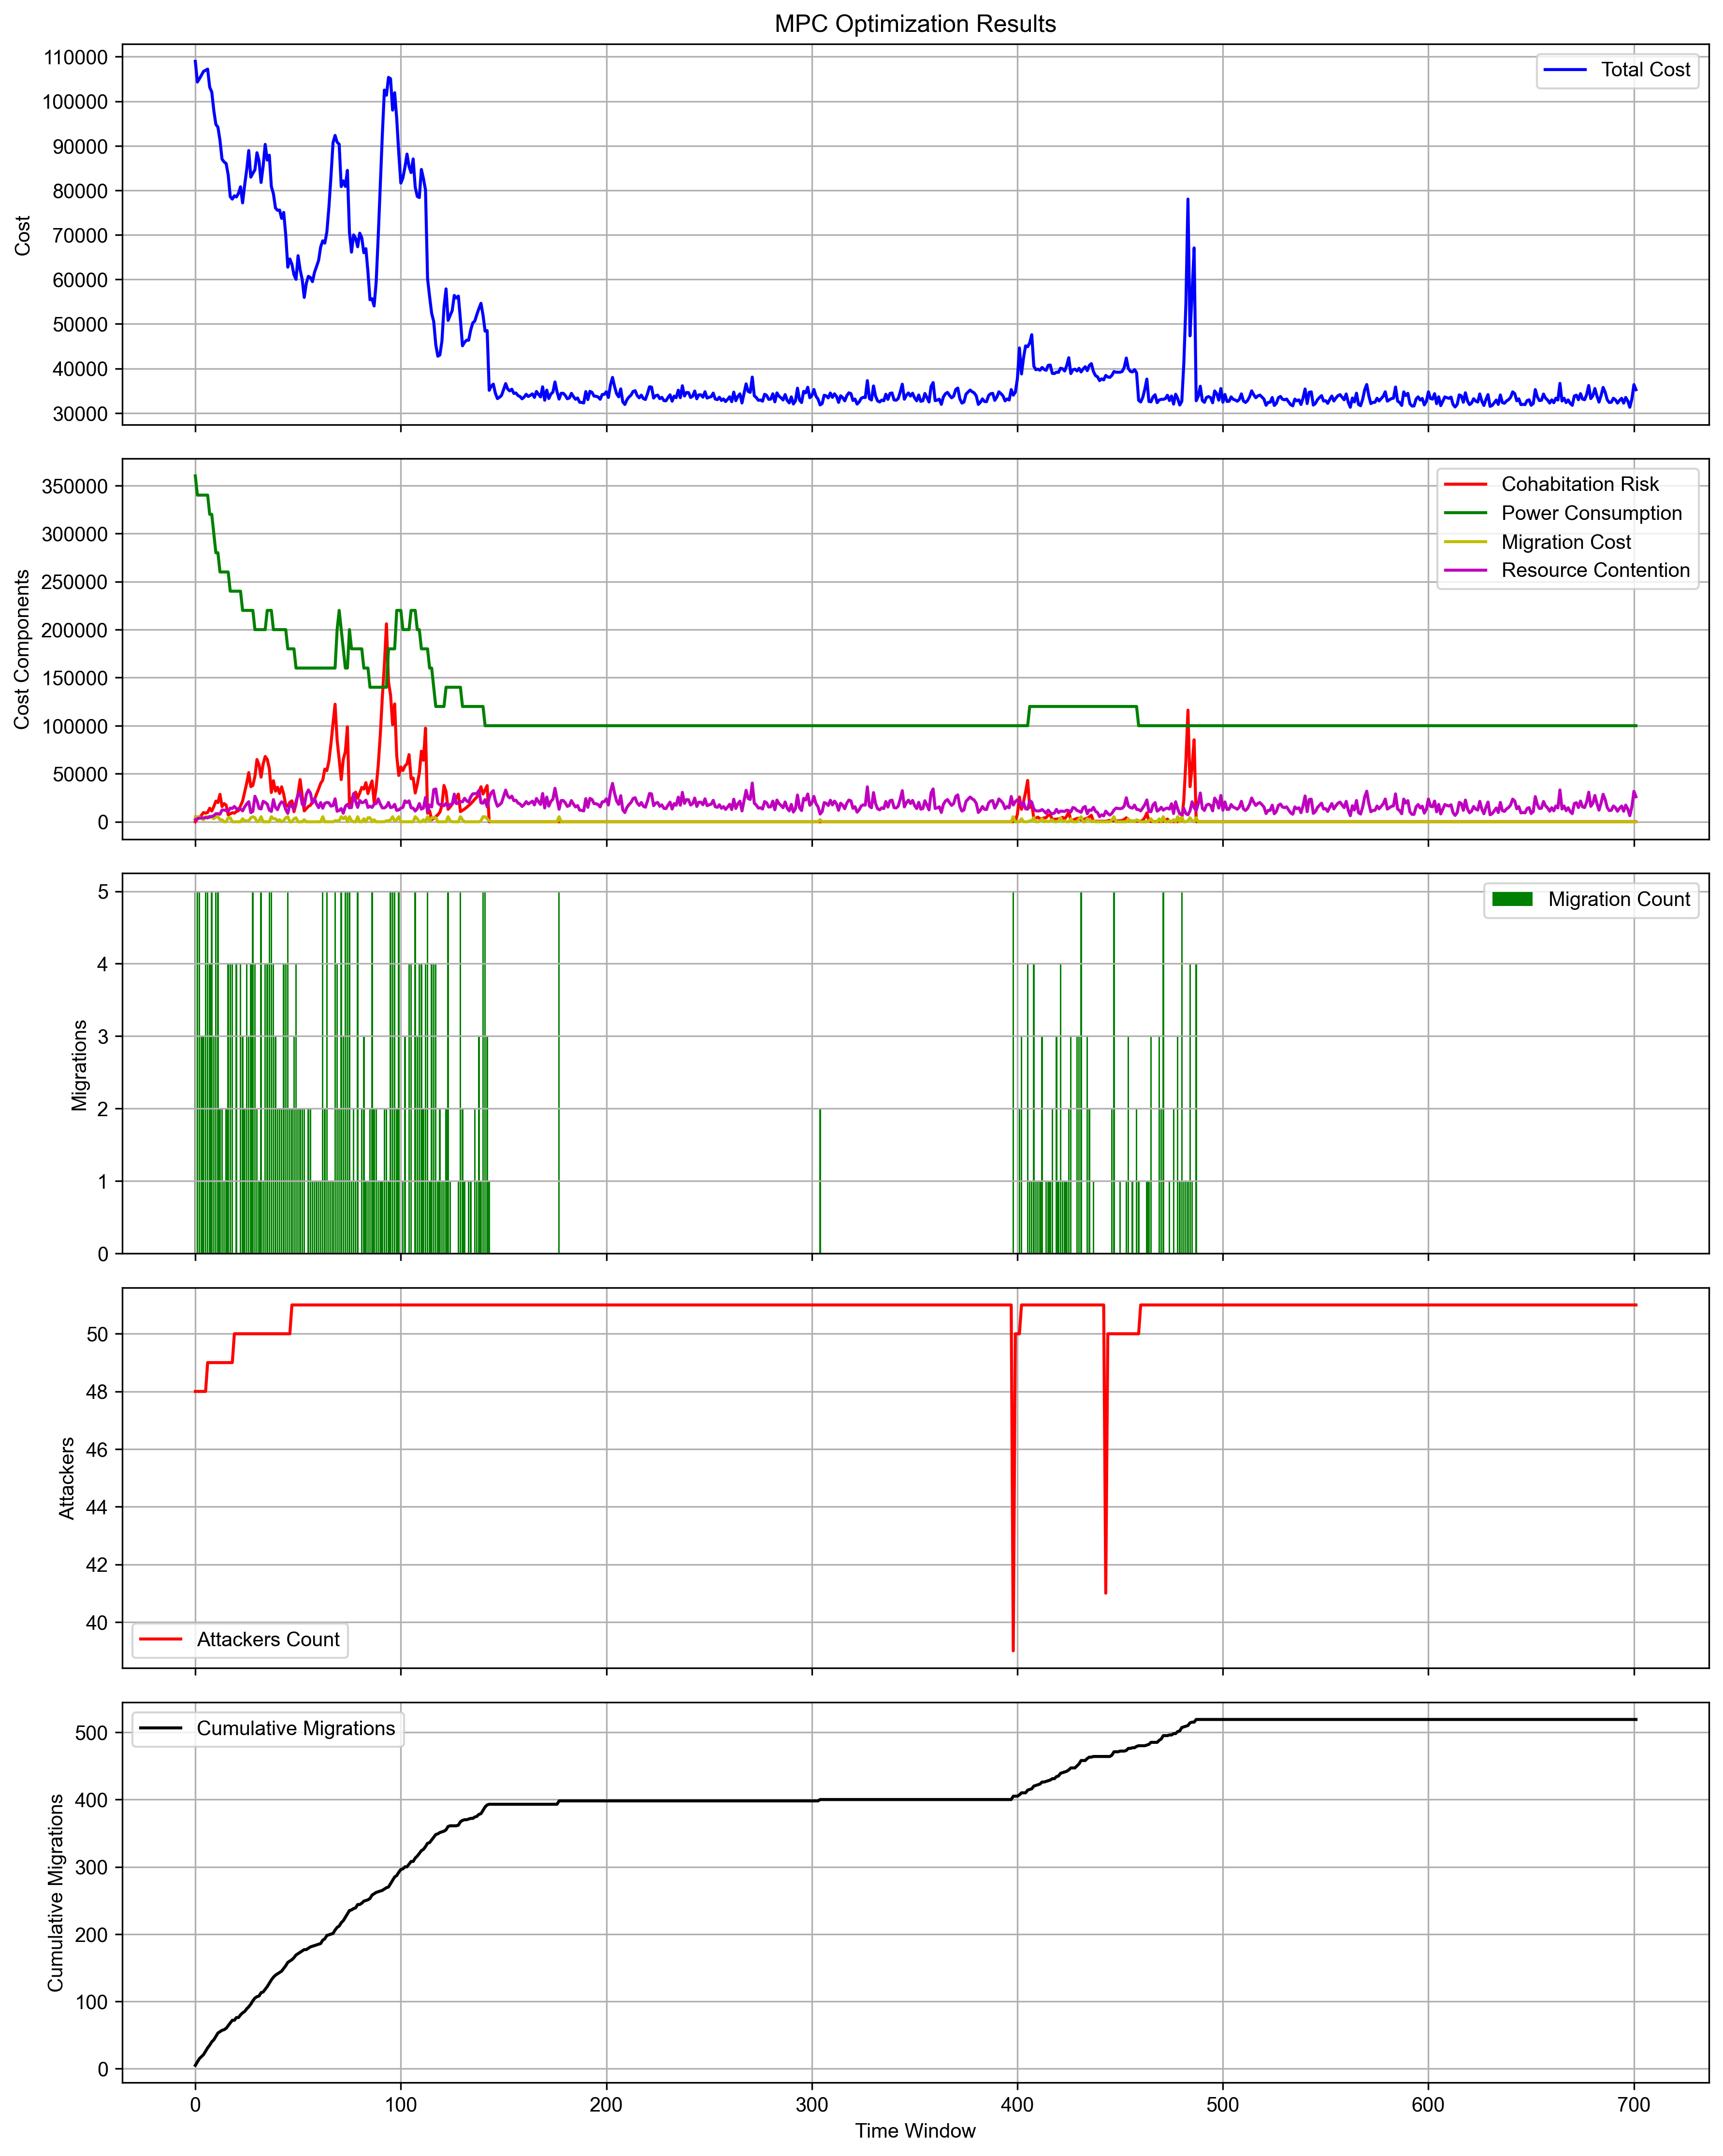 MPC Optimization Results
110000
100000
90000
80000
70000
60000
50000
40000
30000
Cost
Total Cost
350000
300000
250000
200000
150000
100000
50000
0
Cost Components
Cohabitation Risk
Power Consumption
Migration Cost
Resource Contention
5
4
3
2
1
0
Migrations
Migration Count
50
48
46
44
42
40
Attackers
Attackers Count
500
400
300
200
100
0
Cumulative Migrations
Cumulative Migrations
0 100 200 300 400 500 600 700
Time Window